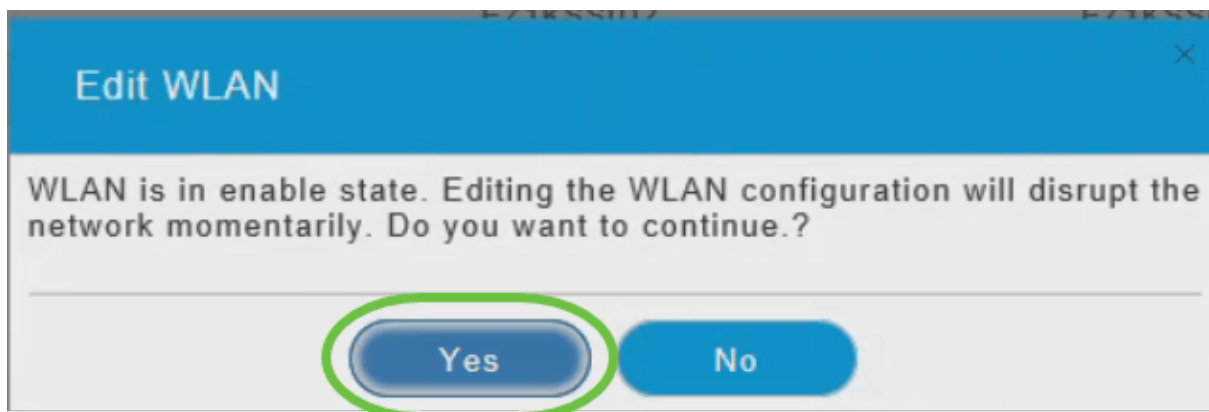 Edit WLAN
WLAN is in enable state. Editing the WLAN configuration will disrupt the
network momentarily. Do you want to continue.?
Yes No